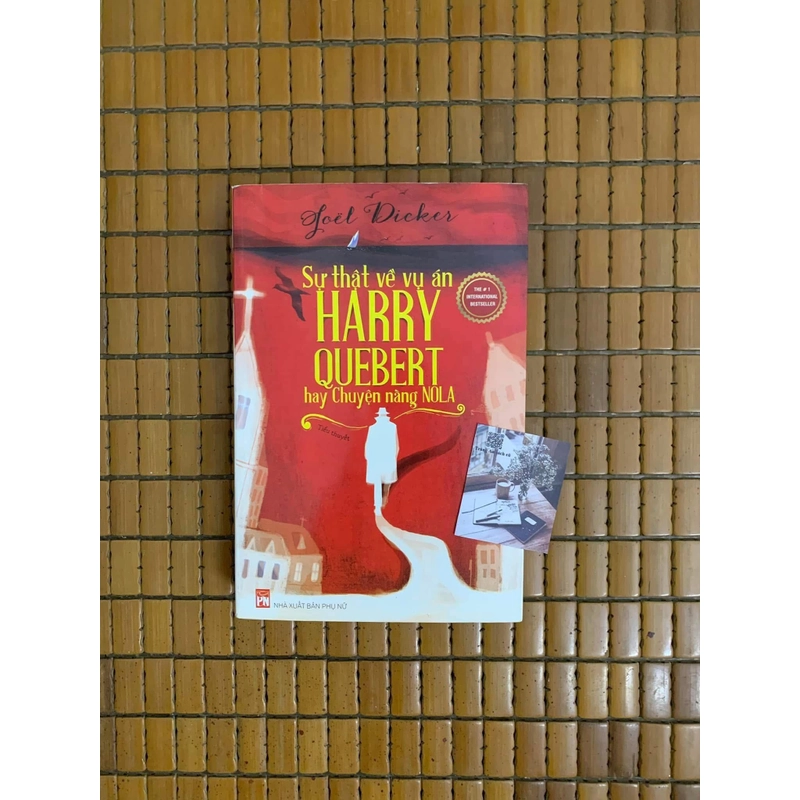 Joël Dicker
Sự thật về vụ án
HARRY
QUEBERT
hay Chuyện nàng NOLA
Tiểu thuyết
THE # 1
INTERNATIONAL
BESTSELLER
PN
NHÀ XUẤT BẢN PHỤ NỮ